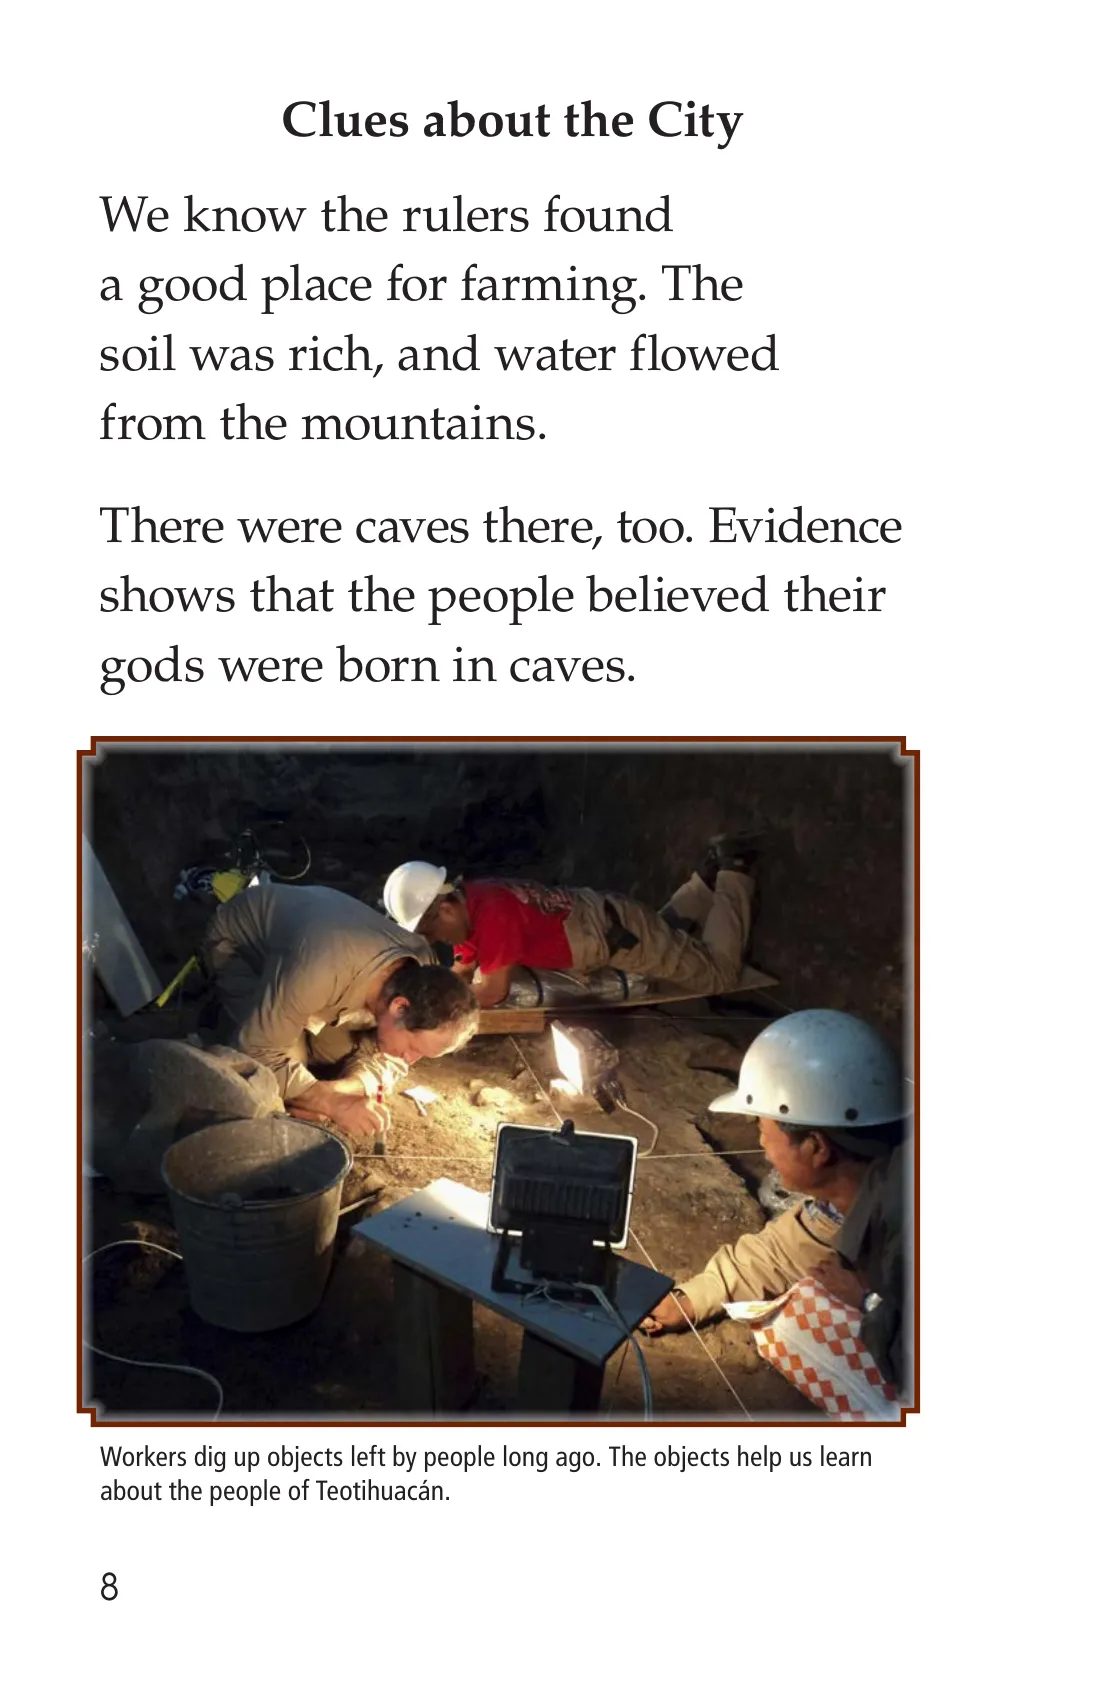 Clues about the City
We know the rulers found
a good place for farming. The
soil was rich, and water flowed
from the mountains.
There were caves there, too. Evidence
shows that the people believed their
gods were born in caves.
Workers dig up objects left by people long ago. The objects help us learn
about the people of Teotihuacán.
8